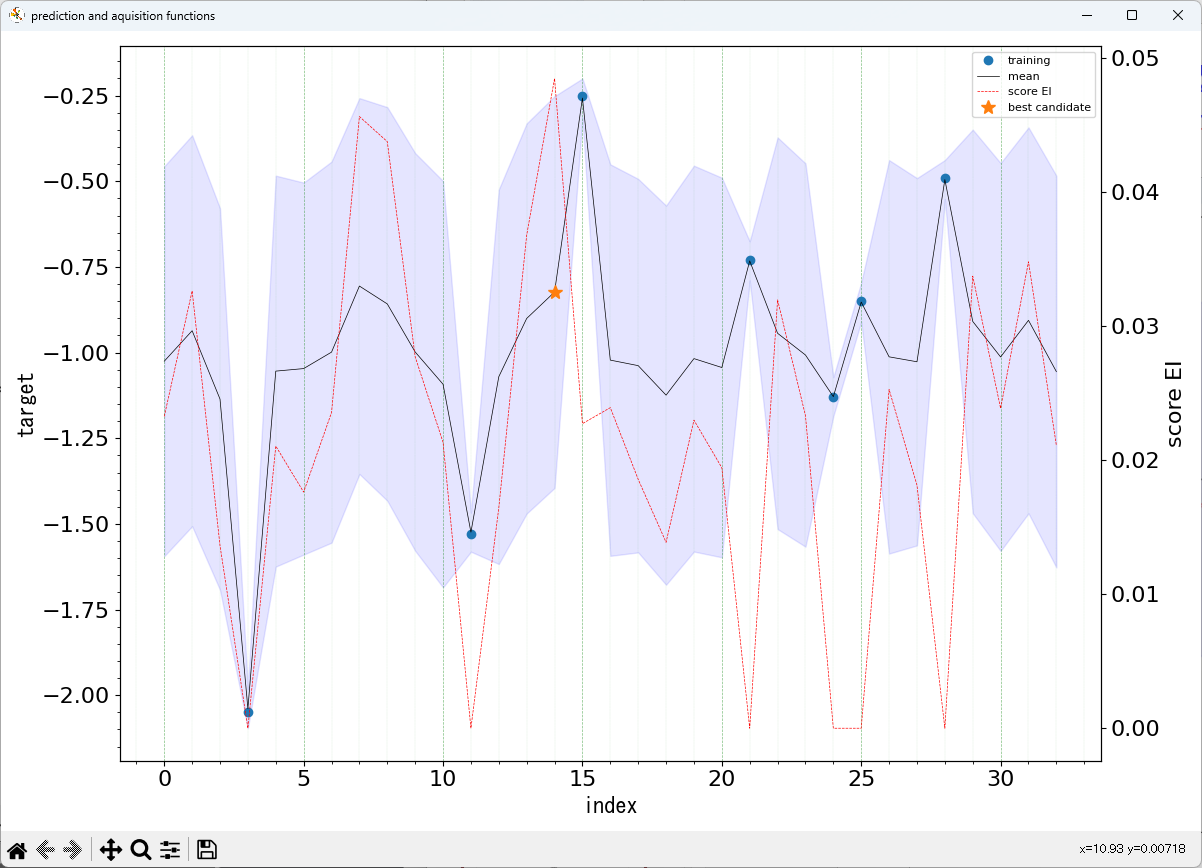 prediction and aquisition functions
training
mean
score EI
best candidate
−0.25
−0.50
−0.75
−1.00
−1.25
−1.50
−1.75
−2.00
target
0.05
0.04
0.03
0.02
0.01
0.00
score EI
0 5 10 15 20 25 30
index
x=10.93 y=0.00718